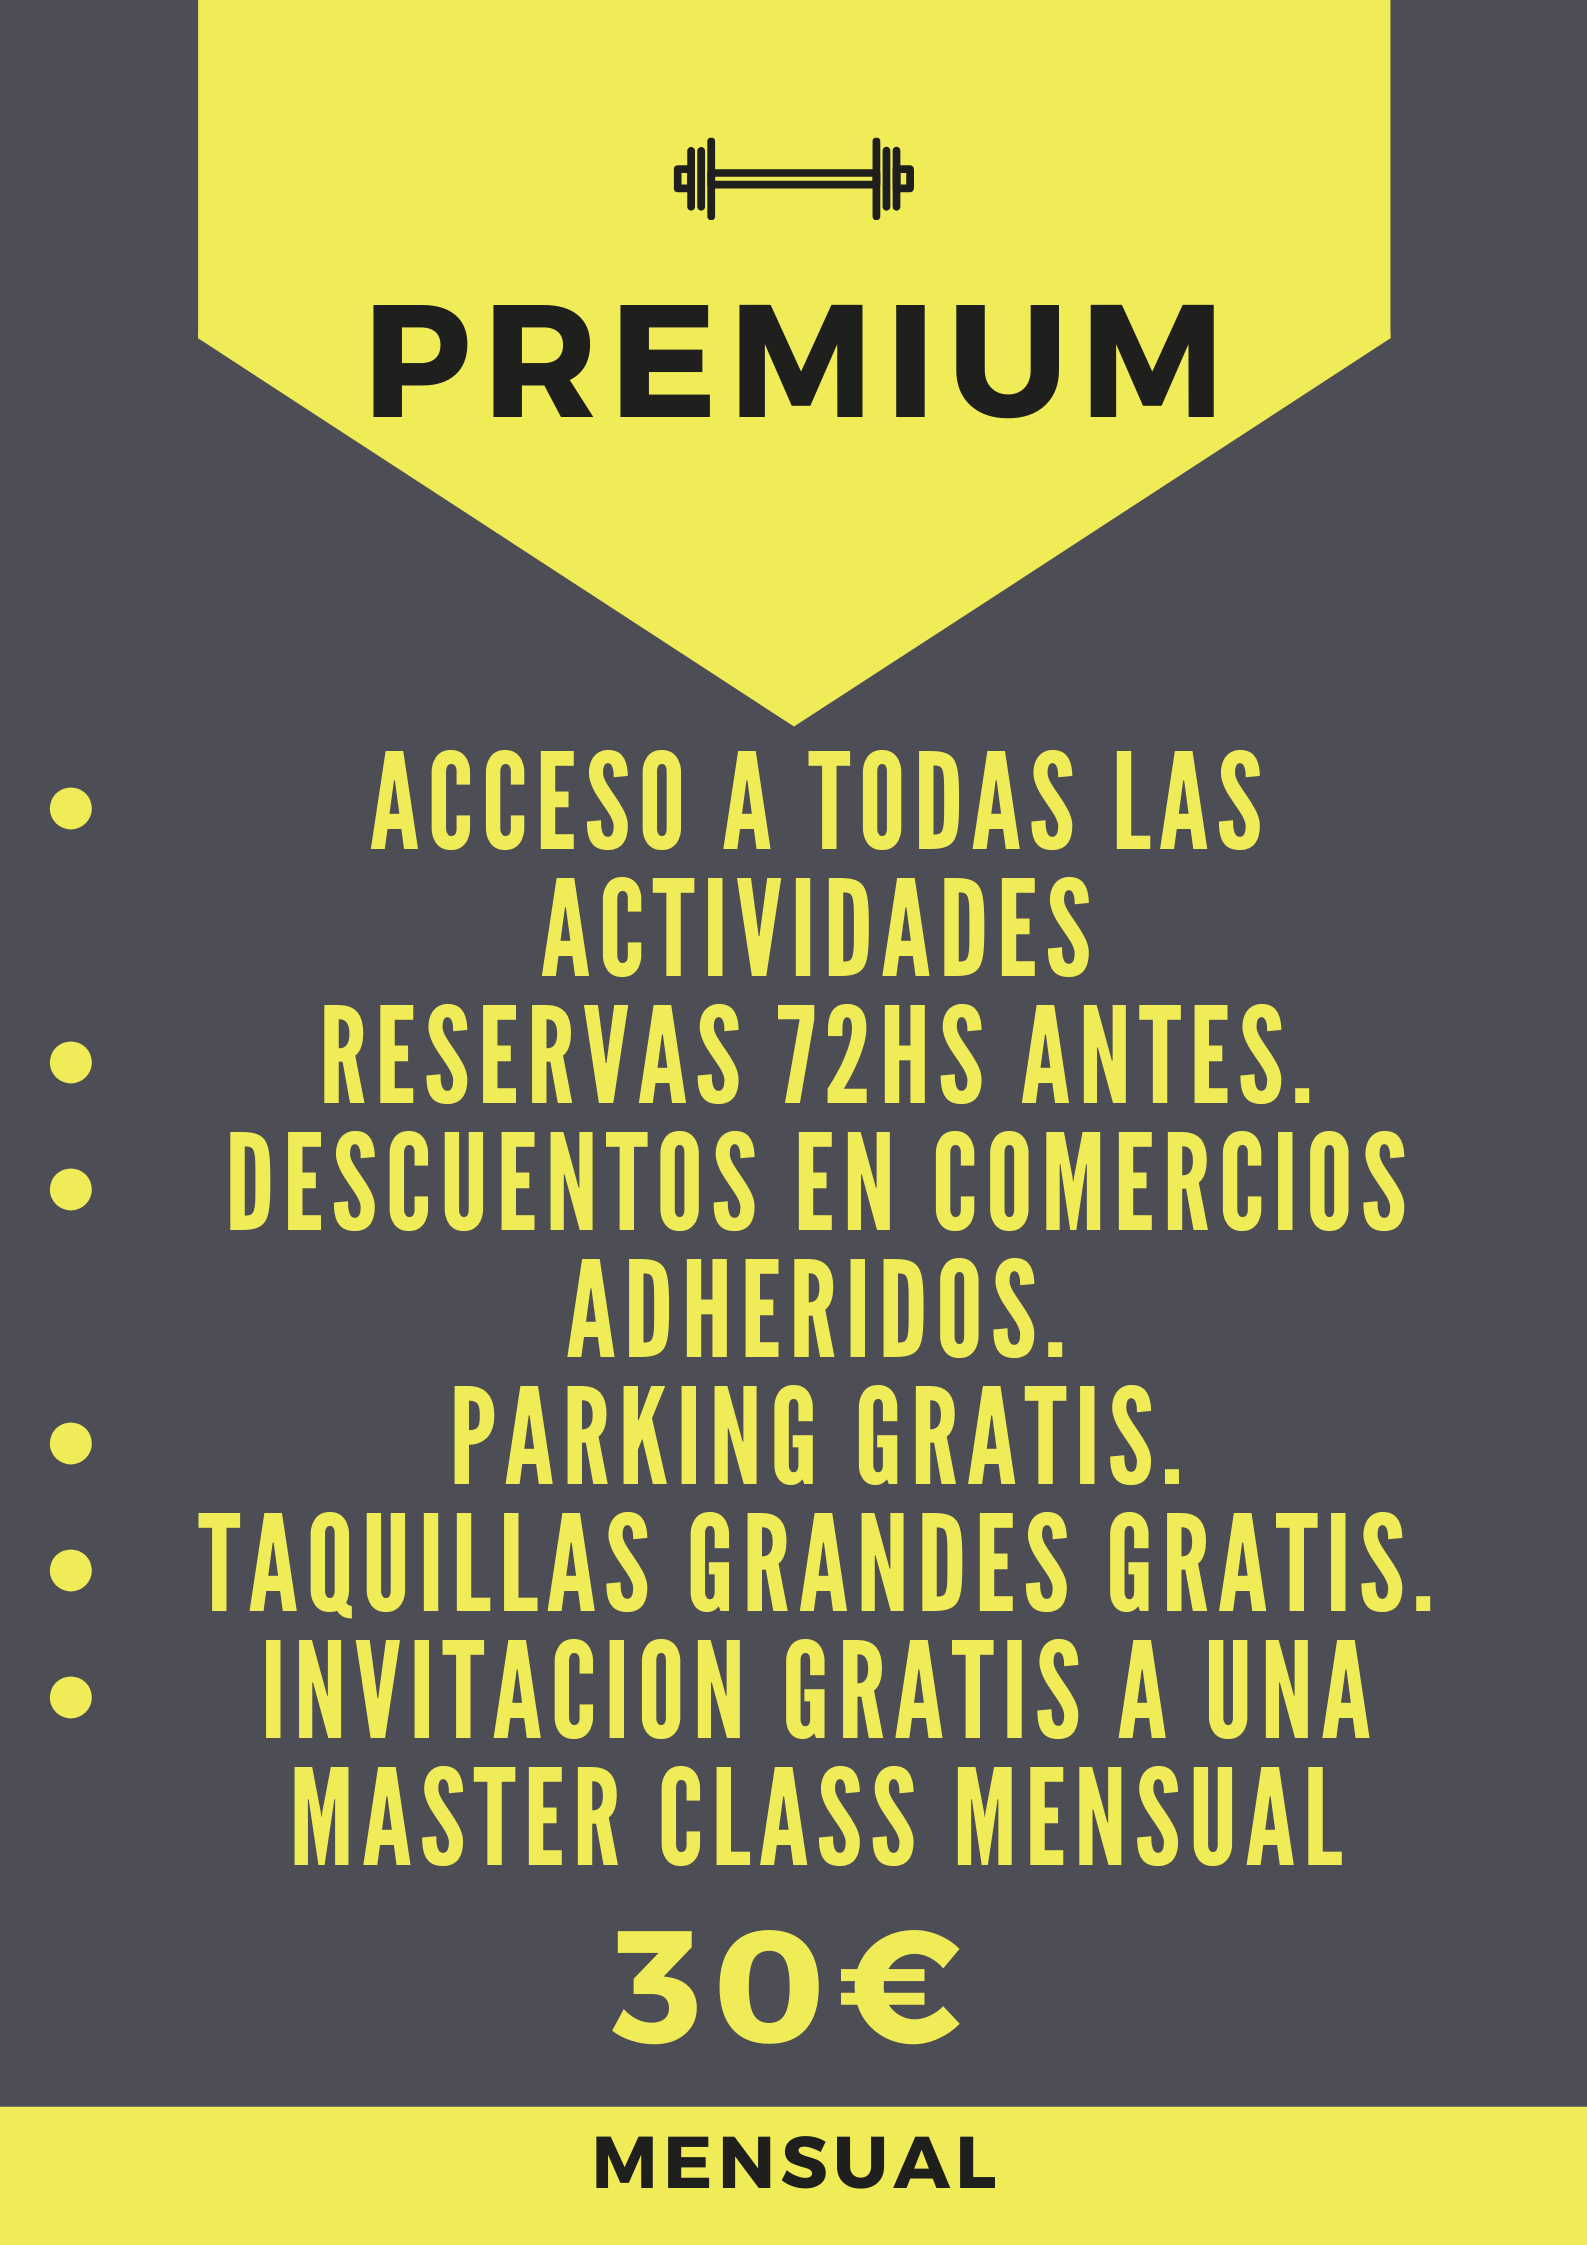 PREMIUM
ACCESO A TODAS LAS
ACTIVIDADES
RESERVAS 72HS ANTES.
DESCUENTOS EN COMERCIOS
ADHERIDOS.
PARKING GRATIS.
TAQUILLAS GRANDES GRATIS.
INVITACION GRATIS A UNA
MASTER CLASS MENSUAL
30€
MENSUAL